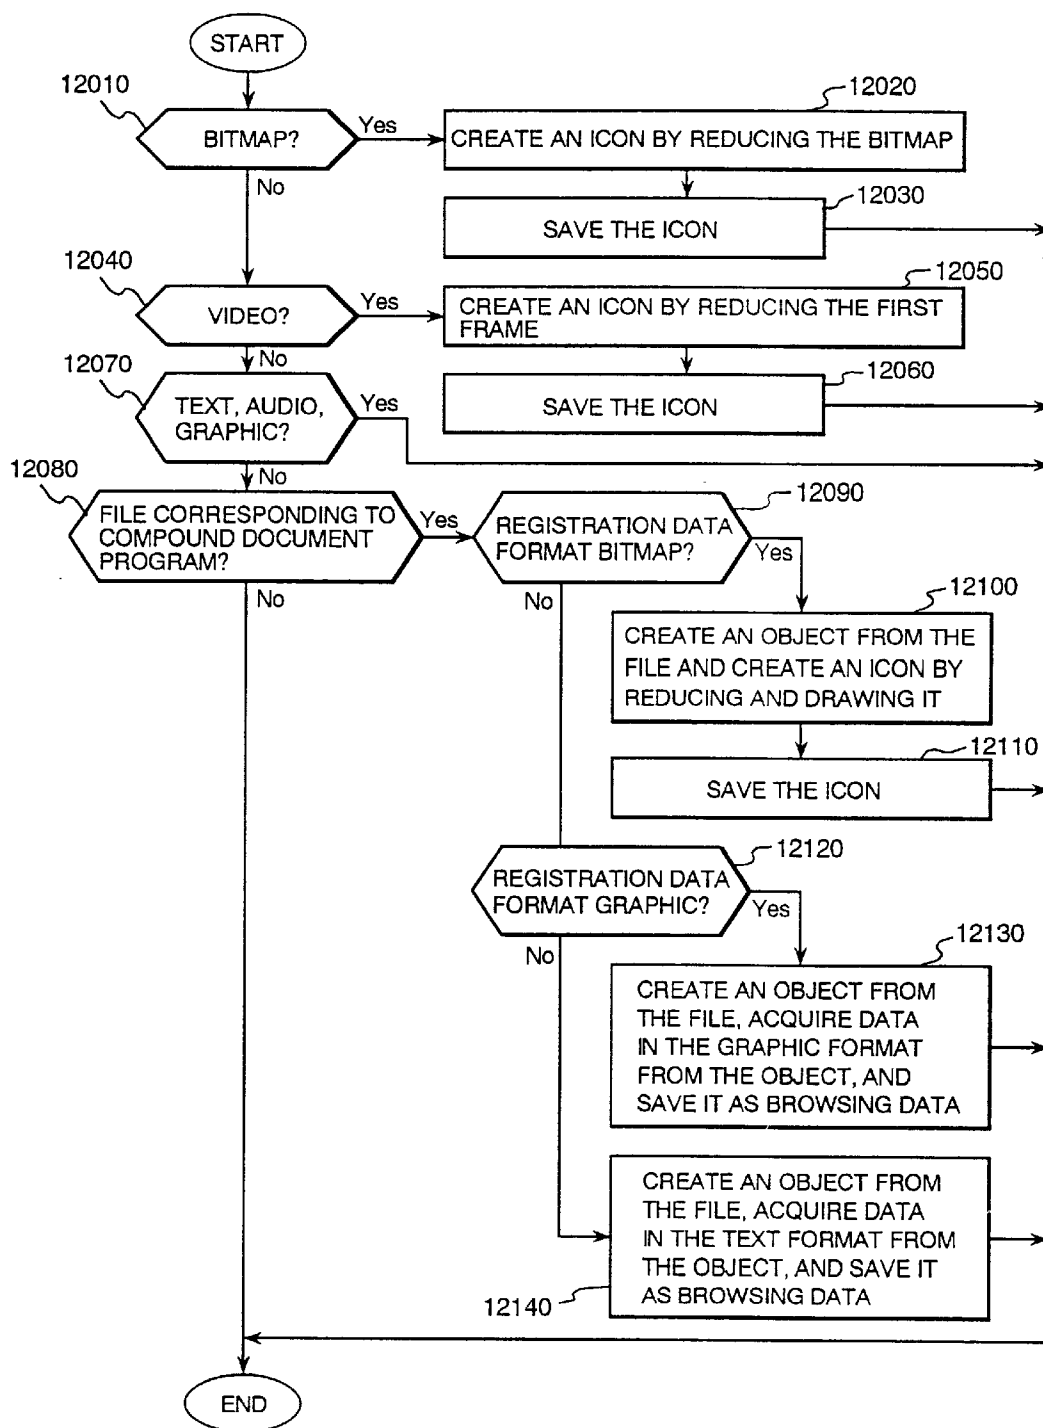 START
12010
BITMAP?
Yes
12020
CREATE AN ICON BY REDUCING THE BITMAP
No
12030
SAVE THE ICON
12040
VIDEO?
Yes
12050
CREATE AN ICON BY REDUCING THE FIRST
FRAME
No
12060
SAVE THE ICON
12070
TEXT, AUDIO,
GRAPHIC?
Yes
No
12080
FILE CORRESPONDING TO
COMPOUND DOCUMENT
PROGRAM?
Yes
12090
REGISTRATION DATA
FORMAT BITMAP?
Yes
No
No
12100
CREATE AN OBJECT FROM THE
FILE AND CREATE AN ICON BY
REDUCING AND DRAWING IT
12110
SAVE THE ICON
12120
REGISTRATION DATA
FORMAT GRAPHIC?
Yes
No
12130
CREATE AN OBJECT FROM
THE FILE, ACQUIRE DATA
IN THE GRAPHIC FORMAT
FROM THE OBJECT, AND
SAVE IT AS BROWSING DATA
CREATE AN OBJECT FROM
THE FILE, ACQUIRE DATA
IN THE TEXT FORMAT FROM
THE OBJECT, AND SAVE IT
AS BROWSING DATA
12140
END